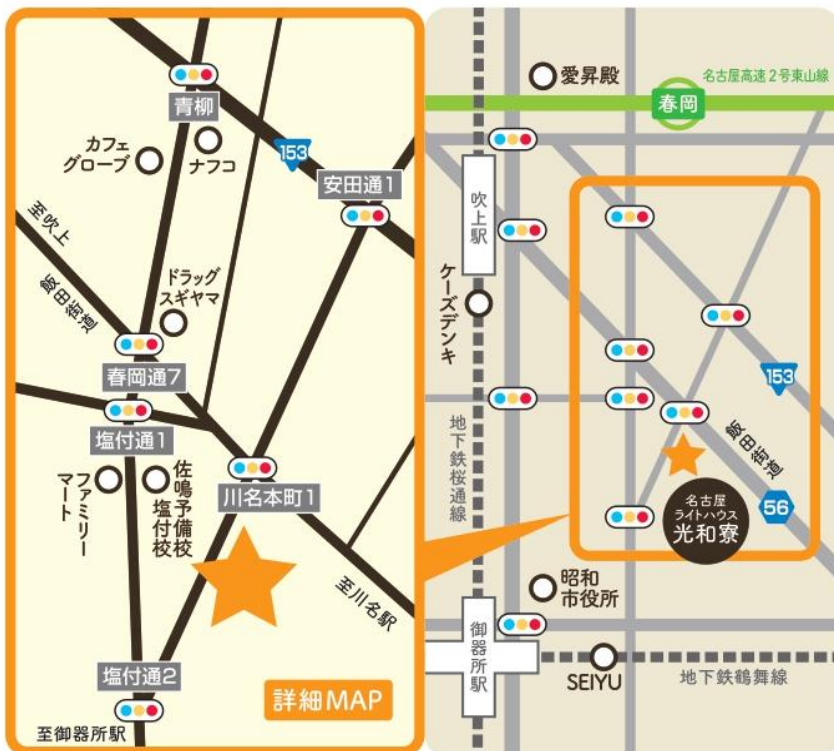 青柳
カフェ
グローブ
ナフコ
153
安田通1
至吹上
飯田街道
ドラッグ
スギヤマ
春岡通7
塩付通1
ファミリー
マート
佐鳴予備校
塩付校
川名本町1
至川名駅
塩付通2
至御器所駅
詳細MAP
愛昇殿
名古屋高速2号東山線
春岡
吹上駅
ケーズデンキ
地下鉄桜通線
153
飯田街道
56
名古屋
ライトハウス
光和寮
昭和
市役所
御器所駅
SEIYU
地下鉄鶴舞線